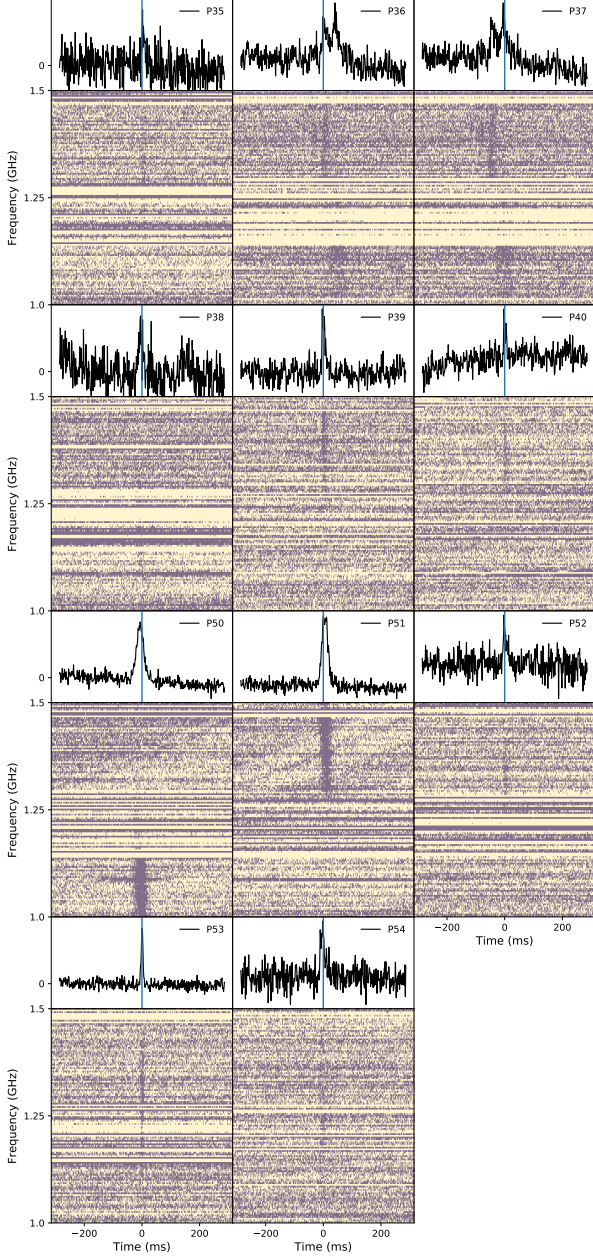 P35 P36 P37
0
1.5
Frequency (GHz)
1.25
1.0
P38 P39 P40
0
1.5
Frequency (GHz)
1.25
1.0
P50 P51 P52
0
1.5
Frequency (GHz)
1.25
1.0
−200 0 200
Time (ms)
P53 P54
0
1.5
Frequency (GHz)
1.25
1.0
−200 0 200 −200 0 200
Time (ms) Time (ms)